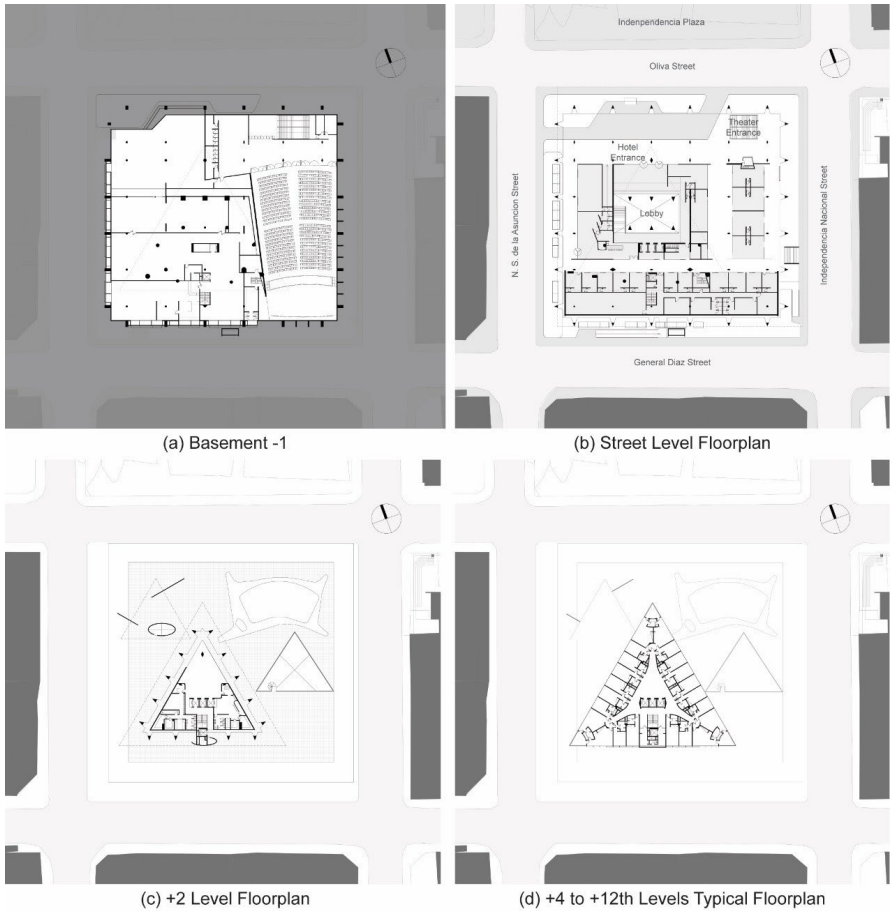 Indenpendencia Plaza
Oliva Street
Theater
Entrance
Hotel
Entrance
Lobby
N. S. de la Asuncion Street
Independencia Nacional Street
General Diaz Street
(a) Basement -1
(b) Street Level Floorplan
(c) +2 Level Floorplan
(d) +4 to +12th Levels Typical Floorplan